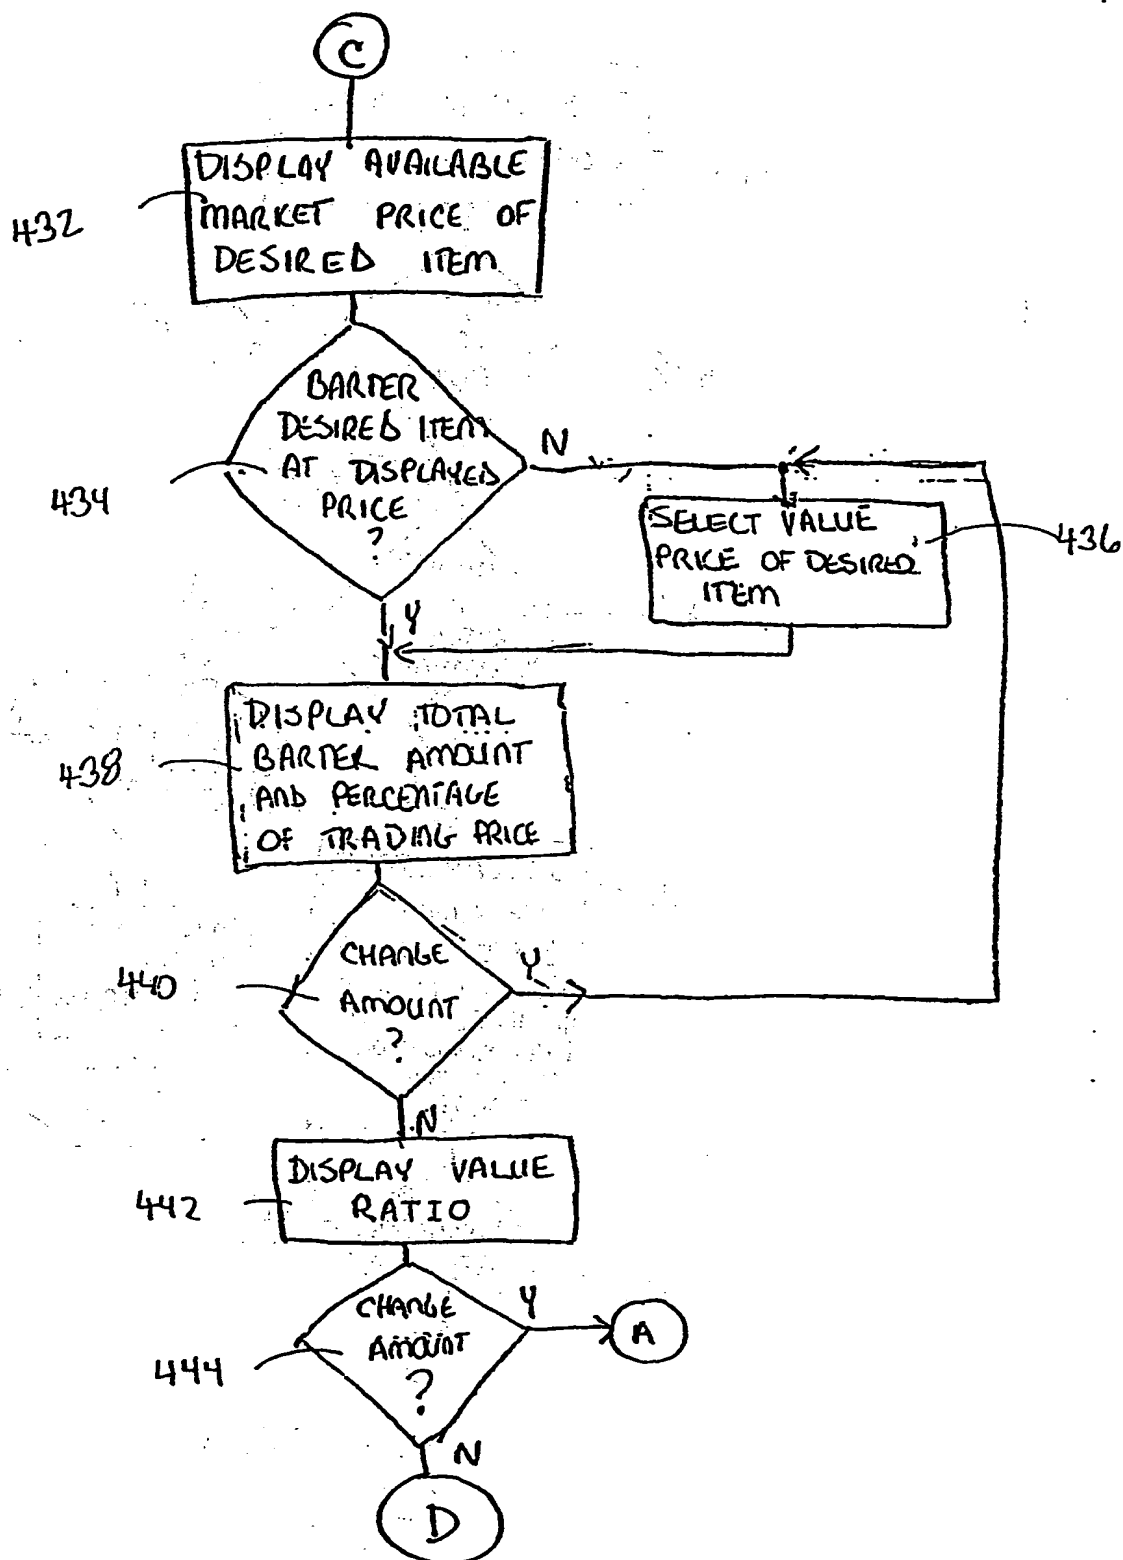 C
432
DISPLAY AVAILABLE
MARKET PRICE OF
DESIRED ITEM
434
BARTER
DESIRED ITEM
AT DISPLAYED
PRICE
?
N
Y
SELECT VALUE
PRICE OF DESIRED
ITEM
436
438
DISPLAY TOTAL
BARTER AMOUNT
AND PERCENTAGE
OF TRADING PRICE
440
CHANGE
AMOUNT
?
Y
N
442
DISPLAY VALUE
RATIO
444
CHANGE
AMOUNT
?
Y
A
N
D